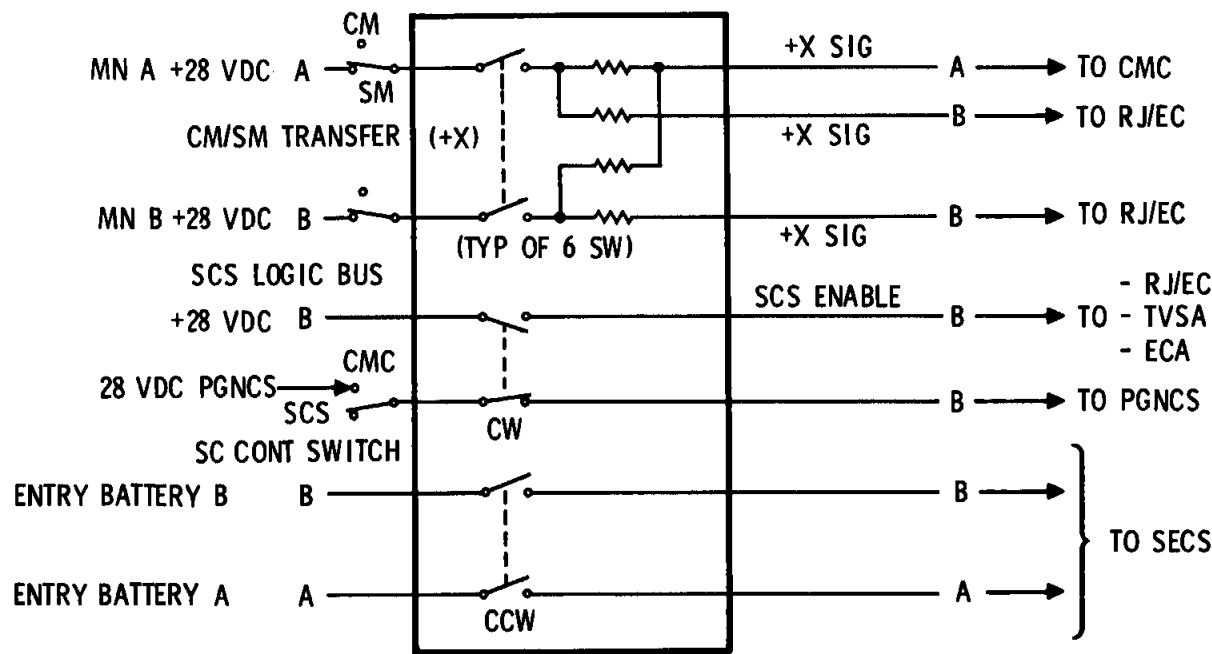 CM
MN A +28 VDC A
SM
+X SIG
A
TO CMC
CM/SM TRANSFER (+X)
+X SIG
B
TO RJ/EC
MN B +28 VDC B
(TYP OF 6 SW)
+X SIG
B
TO RJ/EC
SCS LOGIC BUS
+28 VDC B
SCS ENABLE
B
TO
- RJ/EC
- TVSA
- ECA
28 VDC PGNCS
CMC
SCS
CW
B
TO PGNCS
SC CONT SWITCH
ENTRY BATTERY B B
B
TO SECS
ENTRY BATTERY A A
CCW
A